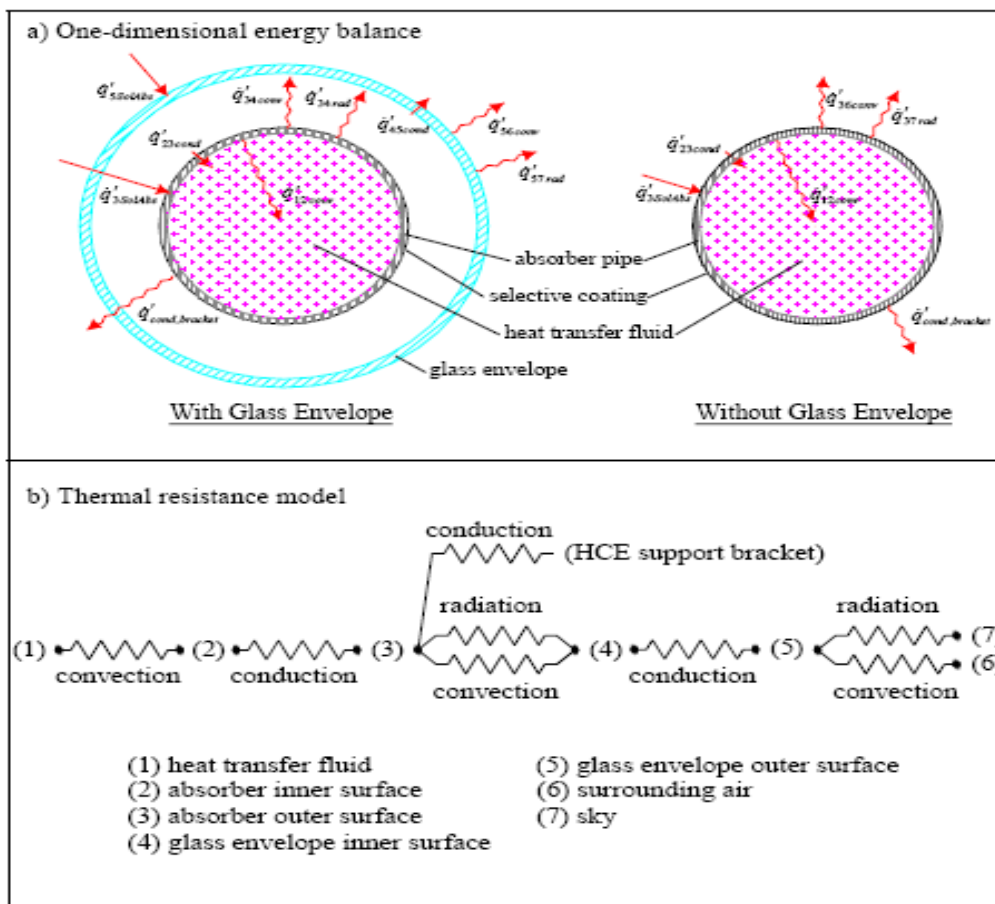 a) One-dimensional energy balance
q̇'5SolAbs
q̇'34conv
q̇'34rad
q̇'45cond
q̇'56conv
q̇'57rad
q̇'23cond
q̇'3SolAbs
q̇'12conv
q̇'cond,bracket
q̇'36conv
q̇'37rad
q̇'23cond
q̇'3SolAbs
q̇'12conv
q̇'cond,bracket
absorber pipe
selective coating
heat transfer fluid
glass envelope
With Glass Envelope
Without Glass Envelope
b) Thermal resistance model
conduction
(HCE support bracket)
radiation
radiation
(1)
(2)
(3)
(4)
(5)
(7)
(6)
convection
conduction
convection
conduction
convection
(1) heat transfer fluid
(2) absorber inner surface
(3) absorber outer surface
(4) glass envelope inner surface
(5) glass envelope outer surface
(6) surrounding air
(7) sky